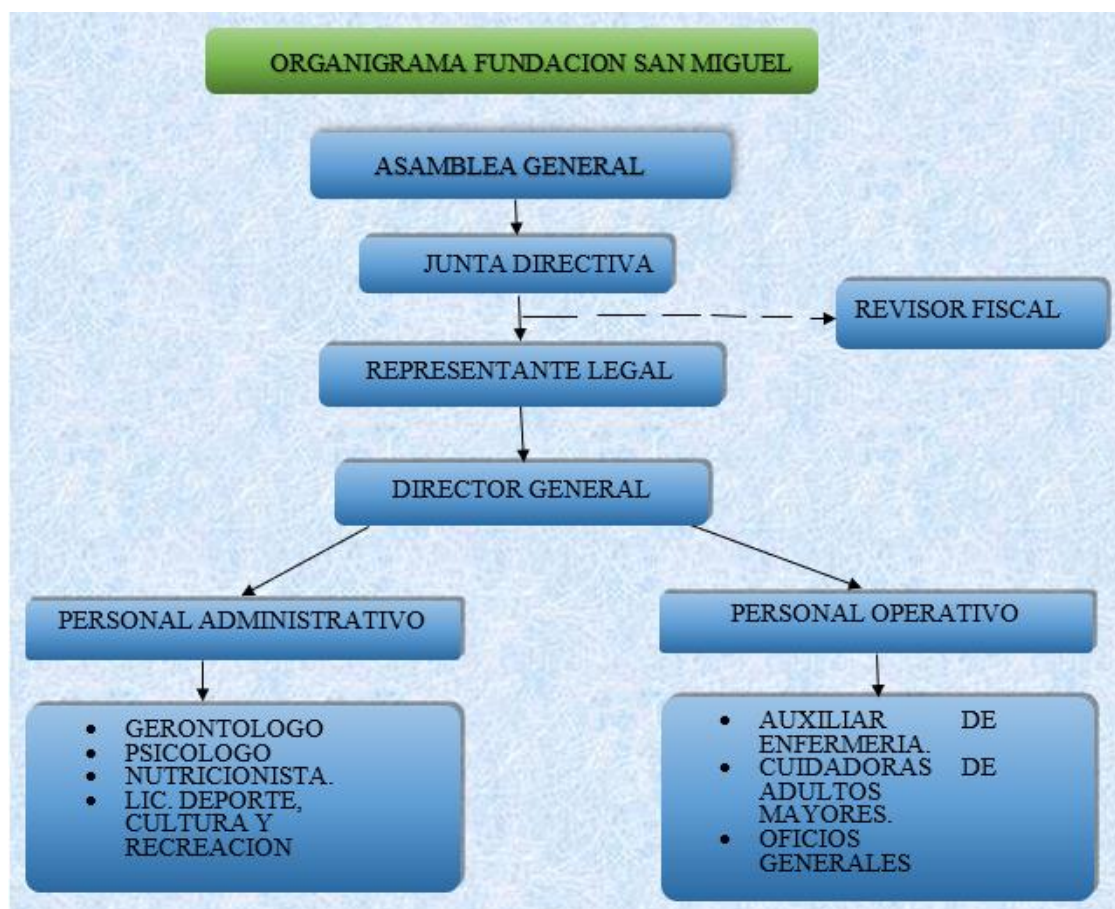 ORGANIGRAMA FUNDACION SAN MIGUEL
ASAMBLEA GENERAL
JUNTA DIRECTIVA
REVISOR FISCAL
REPRESENTANTE LEGAL
DIRECTOR GENERAL
PERSONAL ADMINISTRATIVO
• GERONTOLOGO
• PSICOLOGO
• NUTRICIONISTA.
• LIC. DEPORTE,
CULTURA Y
RECREACION
PERSONAL OPERATIVO
• AUXILIAR DE
ENFERMERIA.
• CUIDADORAS DE
ADULTOS
MAYORES.
• OFICIOS
GENERALES